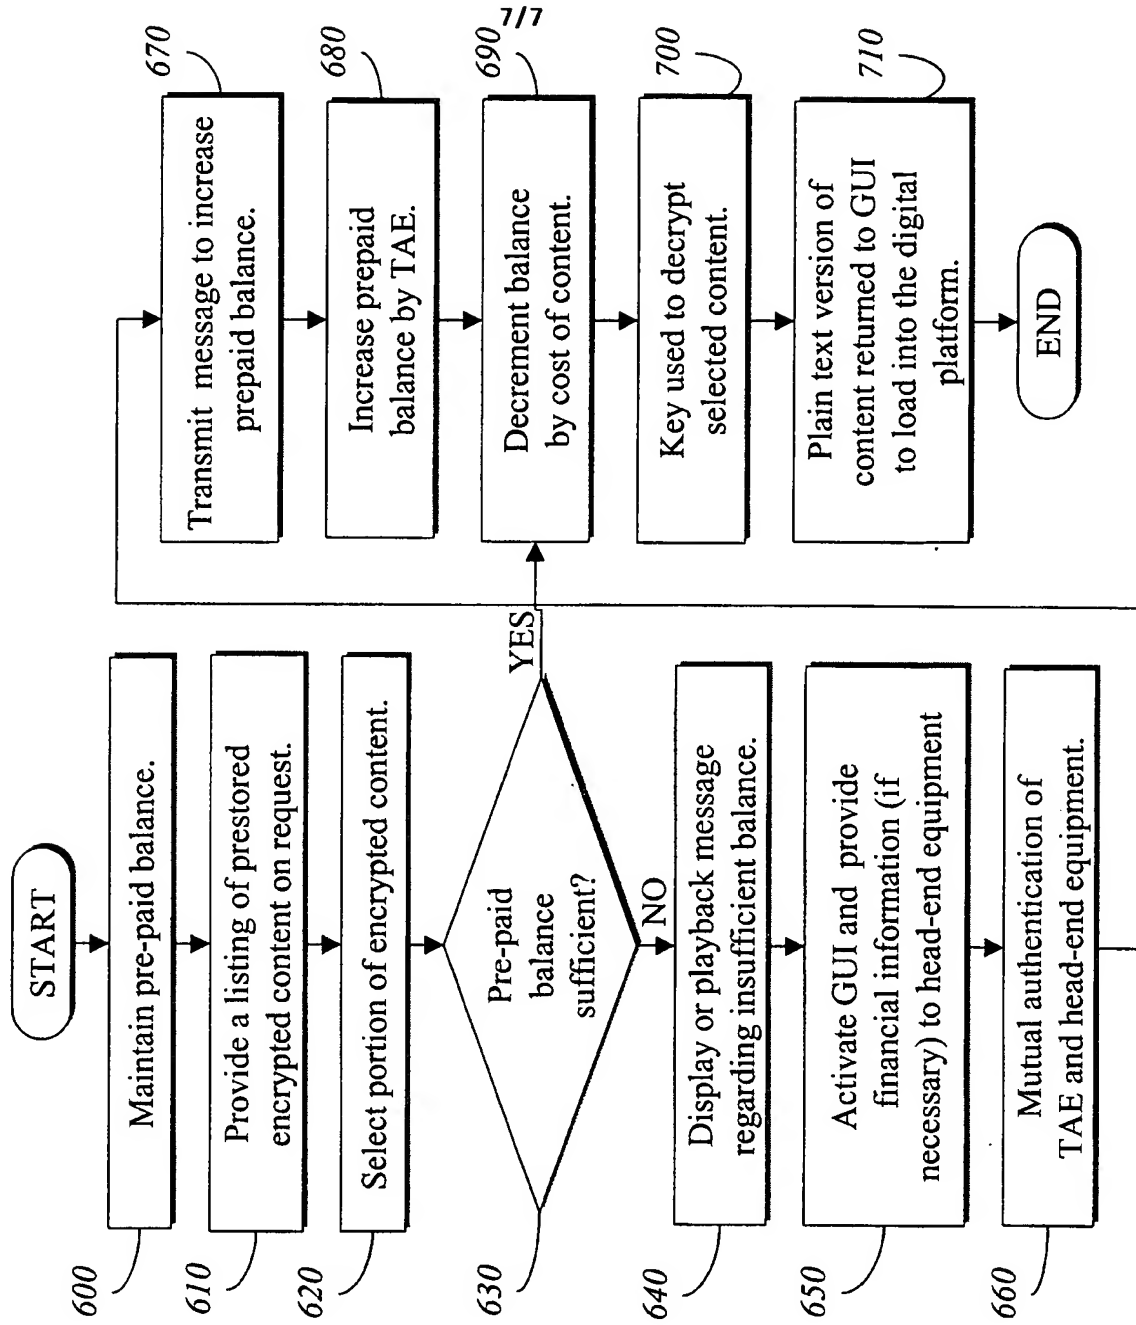 7/7
START
600
Maintain pre-paid balance.
610
Provide a listing of prestored
encrypted content on request.
620
Select portion of encrypted content.
630
Pre-paid
balance
sufficient?
YES
NO
640
Display or playback message
regarding insufficient balance.
650
Activate GUI and provide
financial information (if
necessary) to head-end equipment
660
Mutual authentication of
TAE and head-end equipment.
670
Transmit message to increase
prepaid balance.
680
Increase prepaid
balance by TAE.
690
Decrement balance
by cost of content.
700
Key used to decrypt
selected content.
710
Plain text version of
content returned to GUI
to load into the digital
platform.
END